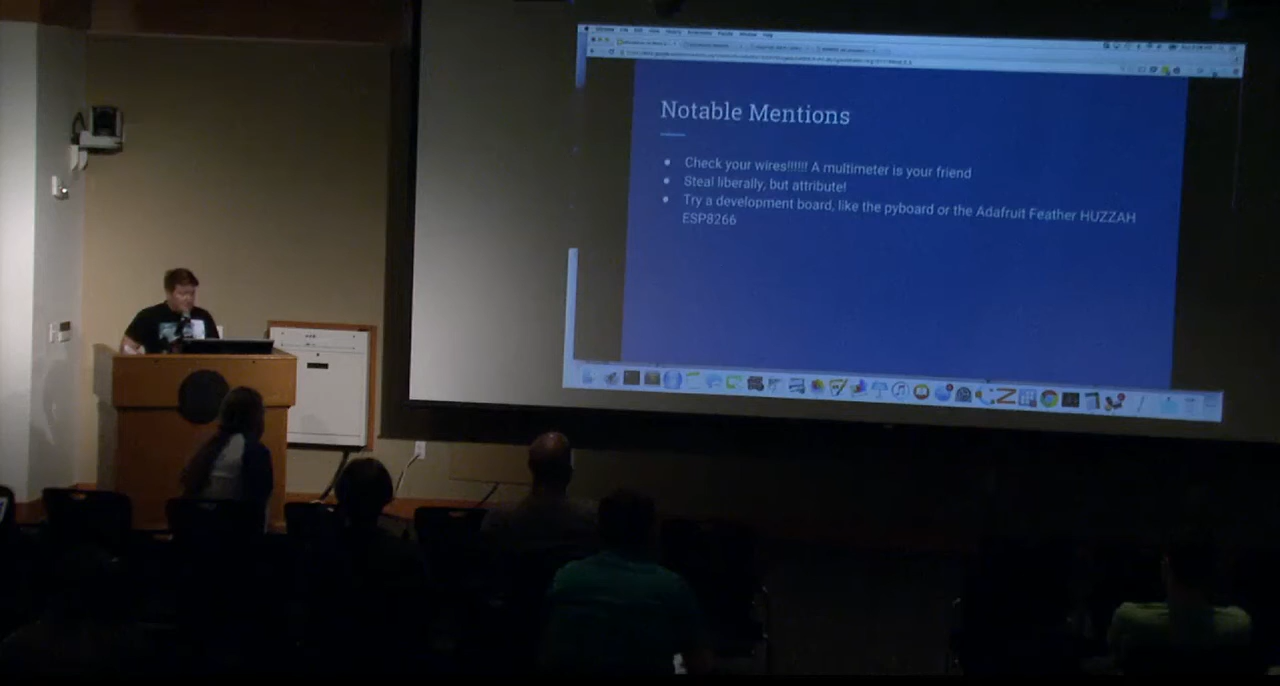 Notable Mentions
Check your wires!!!!!! A multimeter is your friend
Steal liberally, but attribute!
Try a development board, like the pyboard or the Adafruit Feather HUZZAH
ESP8266